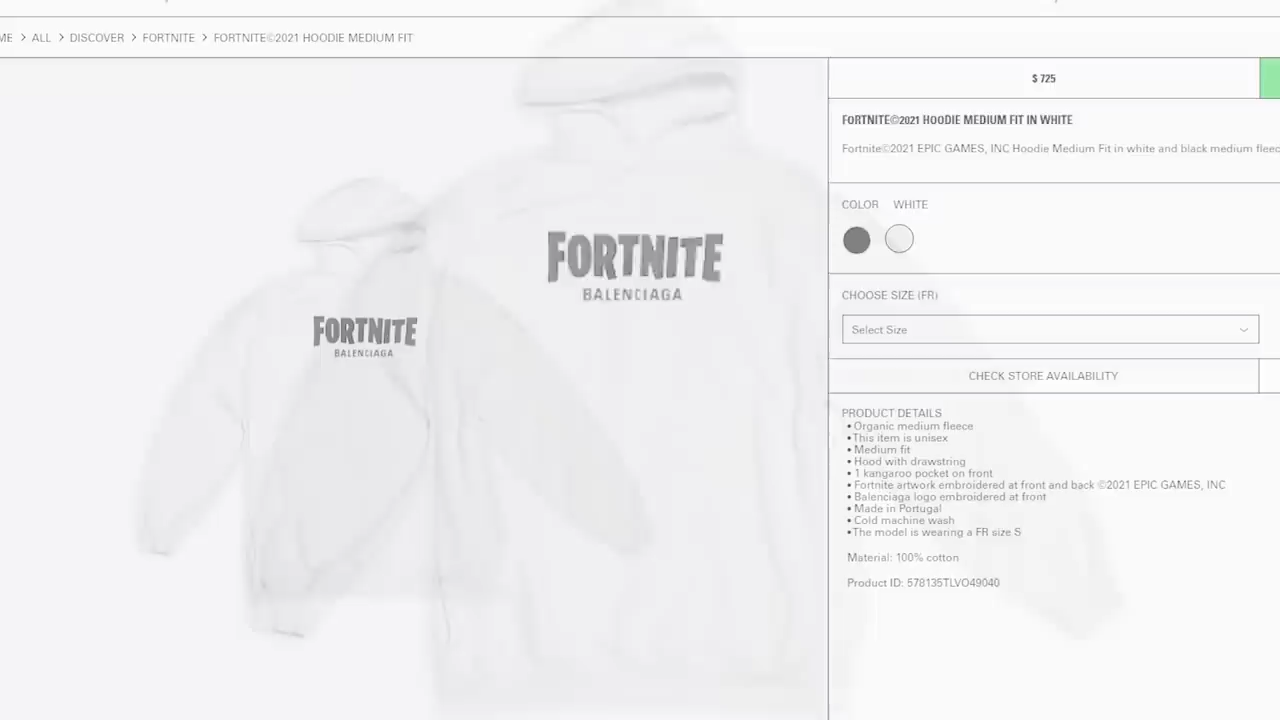 ME > ALL > DISCOVER > FORTNITE > FORTNITE©2021 HOODIE MEDIUM FIT
$ 725
FORTNITE©2021 HOODIE MEDIUM FIT IN WHITE
Fortnite©2021 EPIC GAMES, INC Hoodie Medium Fit in white and black medium fleec
COLOR WHITE
FORTNITE
BALENCIAGA
FORTNITE
BALENCIAGA
CHOOSE SIZE (FR)
Select Size
CHECK STORE AVAILABILITY
PRODUCT DETAILS
• Organic medium fleece
• This item is unisex
• Medium fit
• Hood with drawstring
• 1 kangaroo pocket on front
• Fortnite artwork embroidered at front and back ©2021 EPIC GAMES, INC
• Balenciaga logo embroidered at front
• Made in Portugal
• Cold machine wash
• The model is wearing a FR size S
Material: 100% cotton
Product ID: 578135TLVO49040